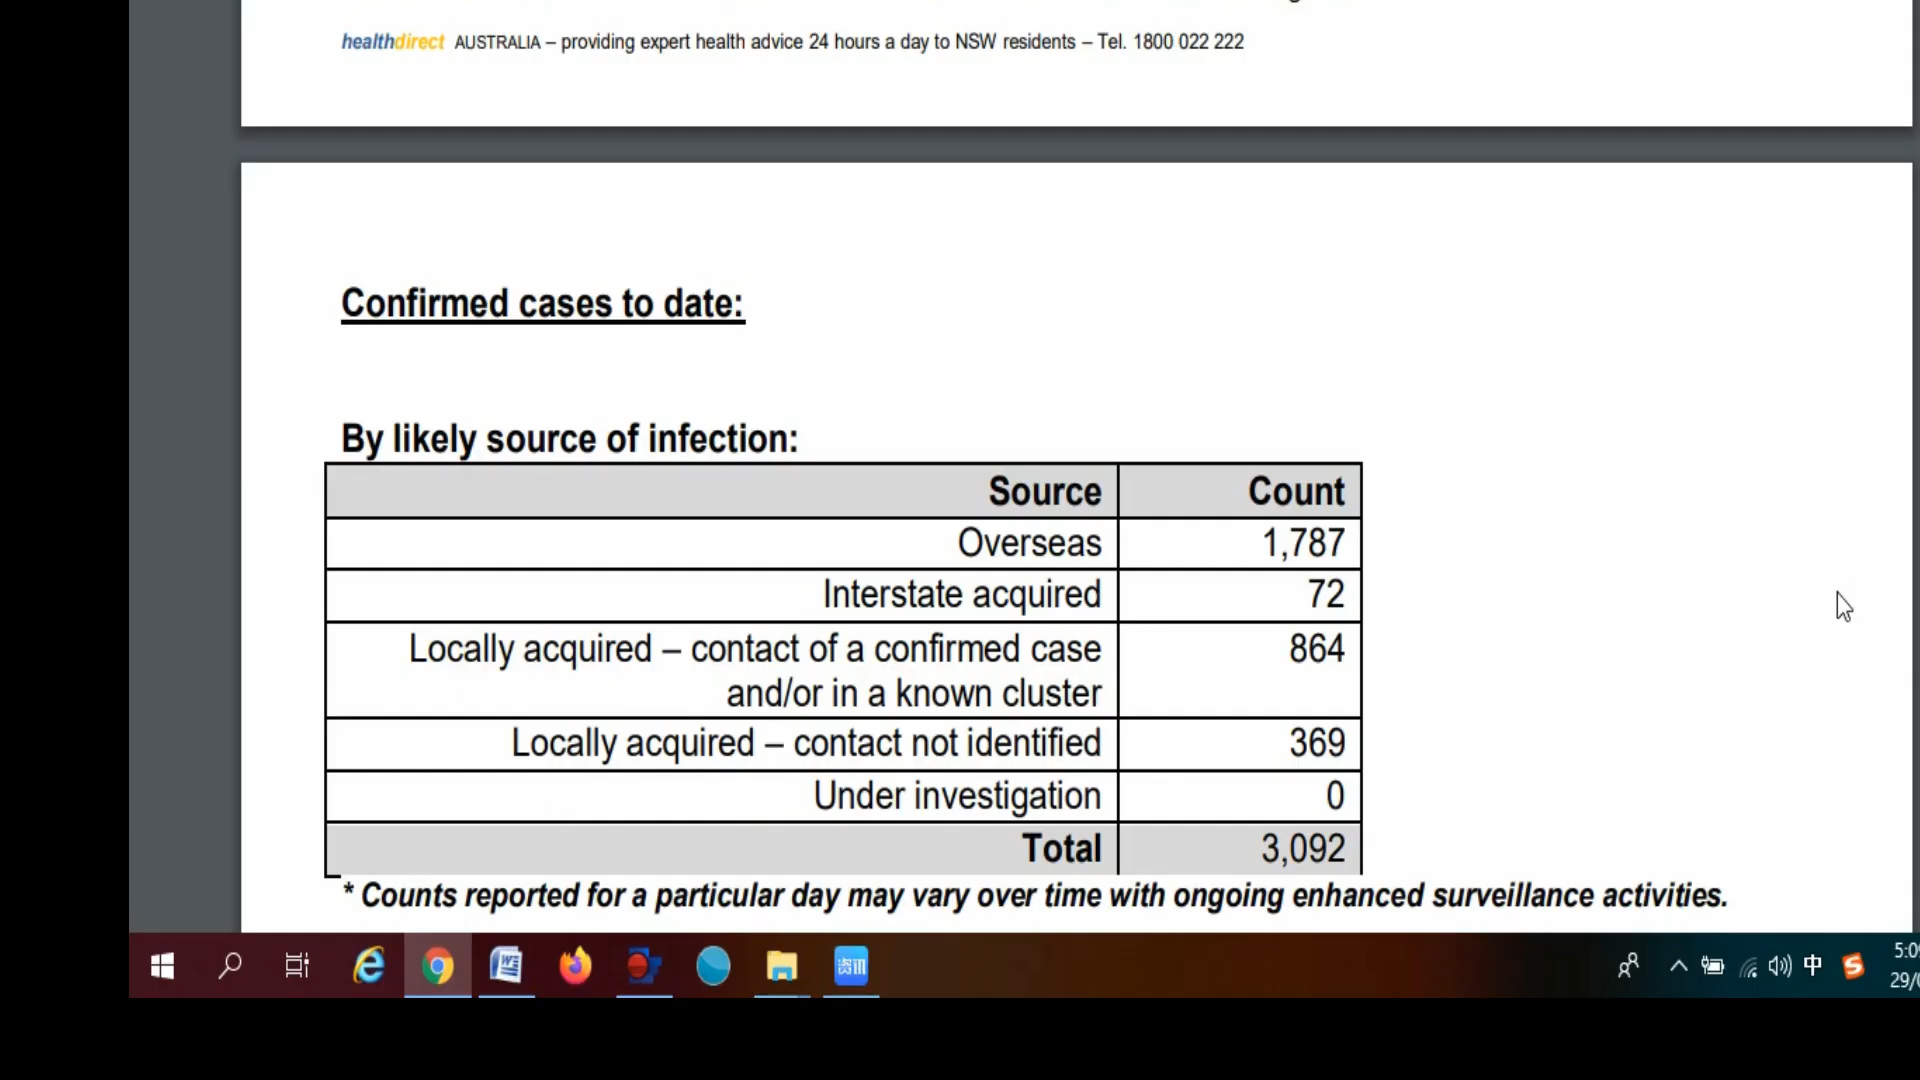 healthdirect AUSTRALIA – providing expert health advice 24 hours a day to NSW residents – Tel. 1800 022 222
Confirmed cases to date:
By likely source of infection:
Source Count
Overseas 1,787
Interstate acquired 72
Locally acquired – contact of a confirmed case 864
and/or in a known cluster
Locally acquired – contact not identified 369
Under investigation 0
Total 3,092
* Counts reported for a particular day may vary over time with ongoing enhanced surveillance activities.
资讯
中